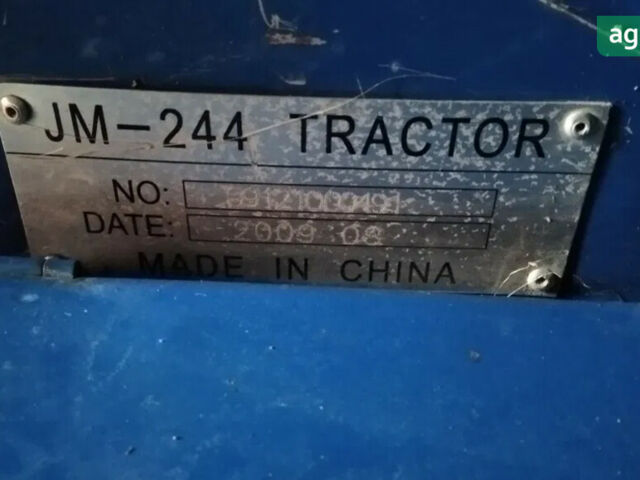 ag
JM-244 TRACTOR
NO:
DATE: 2009 08
MADE IN CHINA